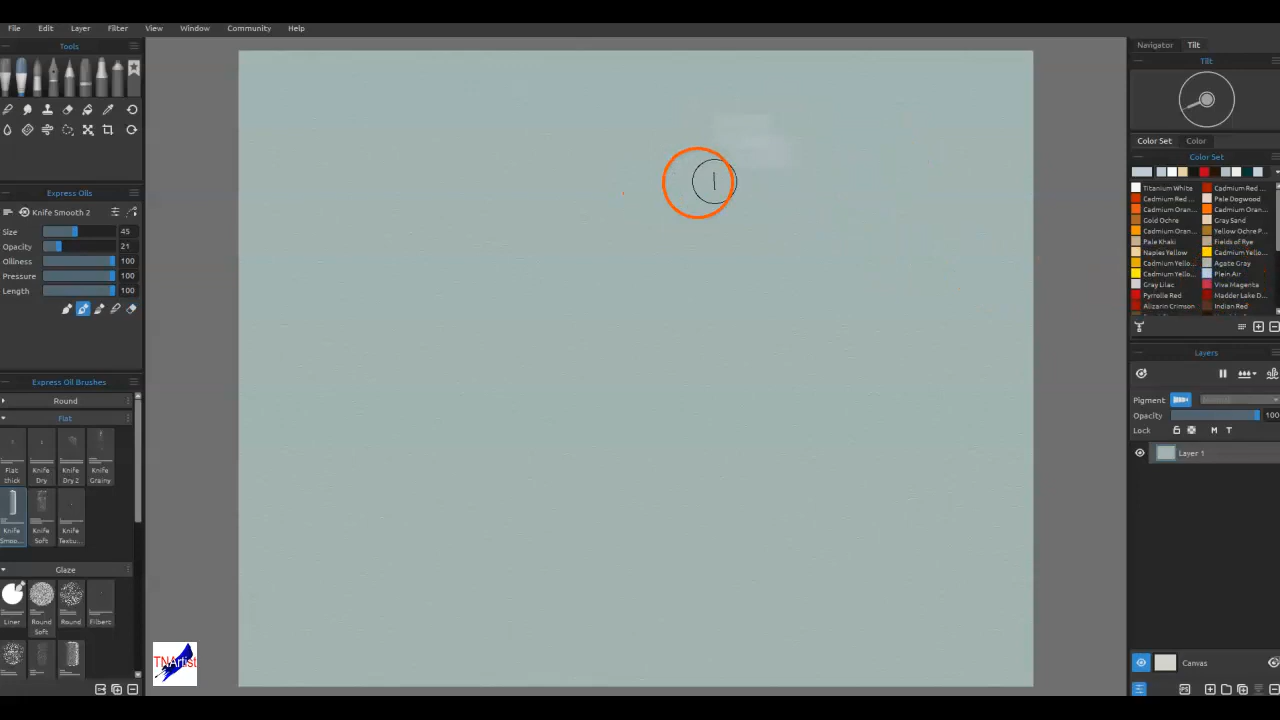 File Edit Layer Filter View Window Community Help
Tools
Express Oils
Knife Smooth 2
Size 45
Opacity 21
Oiliness 100
Pressure 100
Length 100
Express Oil Brushes
Round
Flat
Flat thick
Knife Dry
Knife Dry 2
Knife Grainy
Knife Smoo...
Knife Soft
Knife Textu...
Glaze
Liner
Round Soft
Round
Filbert
TNArtist
Navigator Tilt
Tilt
Color Set Color
Color Set
Titanium White Cadmium Red ...
Cadmium Red ... Pale Dogwood
Cadmium Oran... Cadmium Oran...
Gold Ochre Gray Sand
Cadmium Oran... Yellow Ochre P...
Pale Khaki Fields of Rye
Naples Yellow Cadmium Yello...
Cadmium Yello... Agate Gray
Cadmium Yello... Plein Air
Gray Lilac Viva Magenta
Pyrrolle Red Madder Lake D...
Alizarin Crimson Indian Red
Layers
Pigment
Opacity 100
Lock M T
Layer 1
Canvas
PS